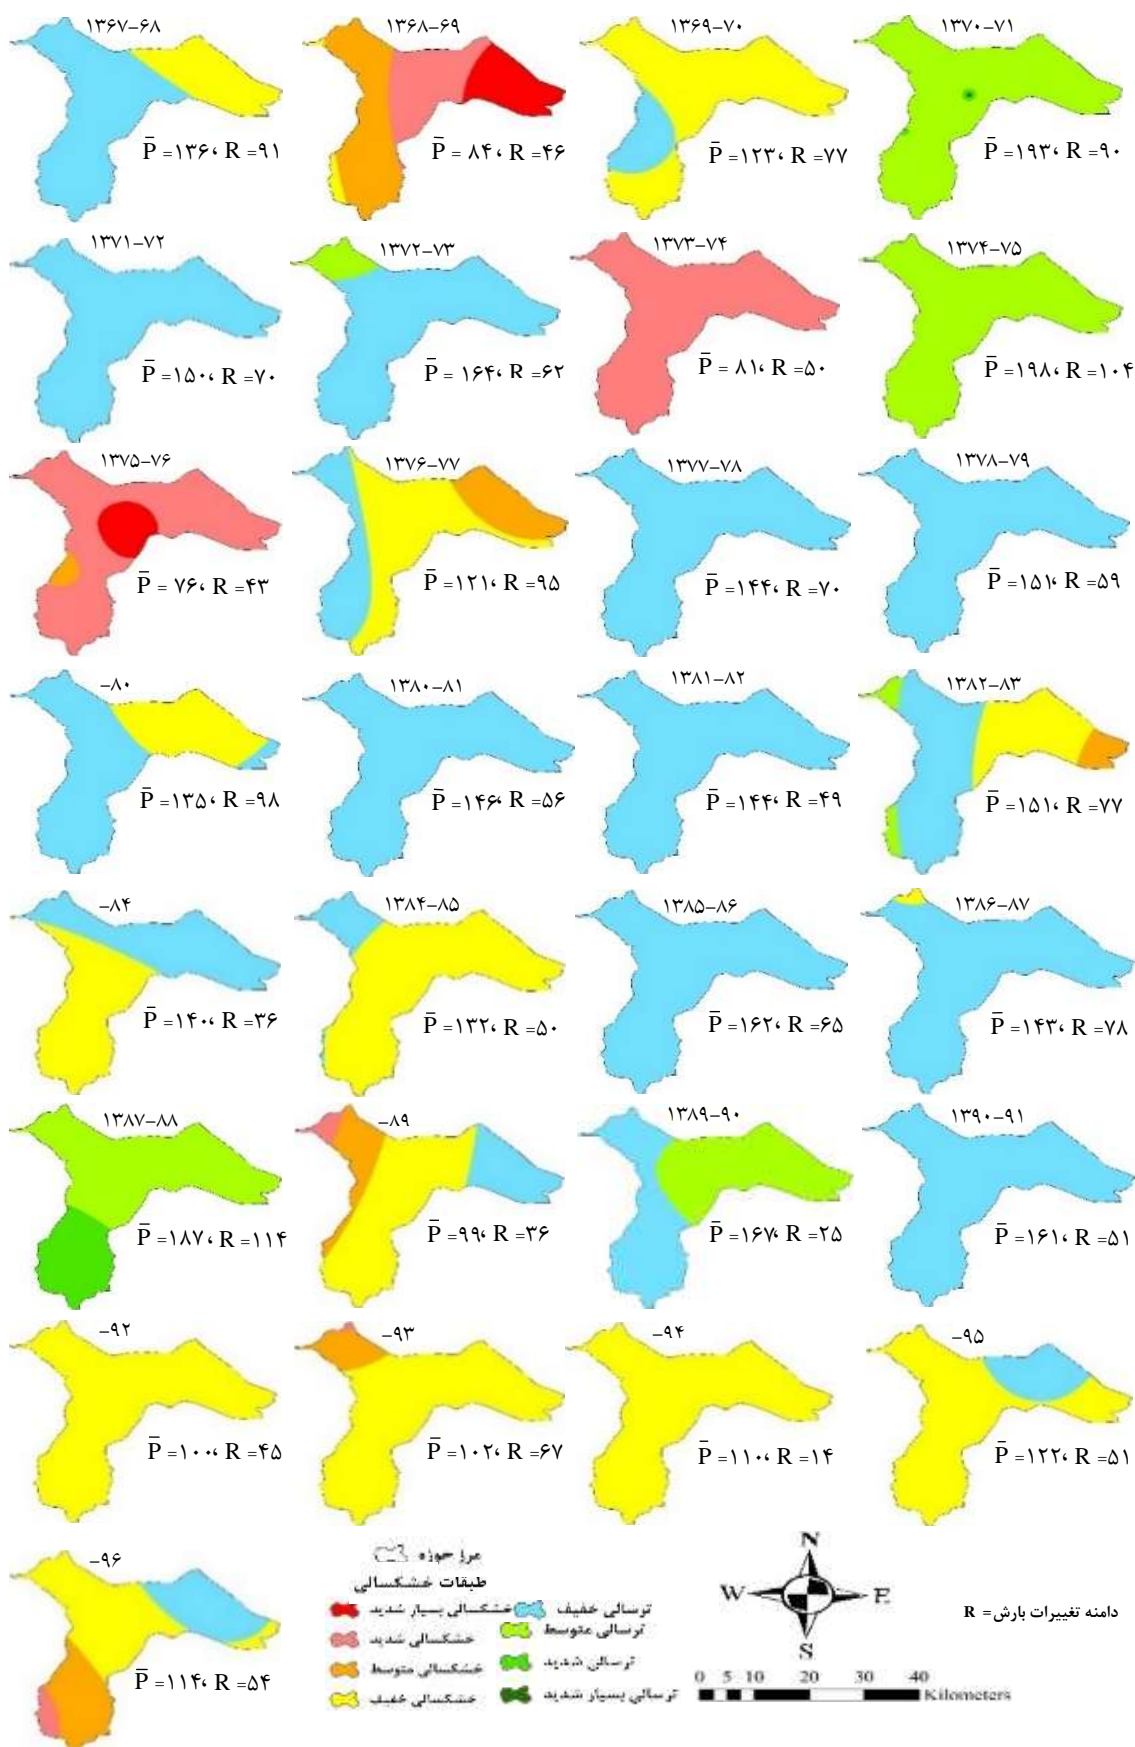 ۱۳۶۷-۶۸
۱۳۶۸-۶۹
۱۳۶۹-۷۰
۱۳۷۰-۷۱
P̄ =۱۳۶، R =۹۱
P̄ = ۸۴، R =۴۶
P̄ =۱۲۳، R =۷۷
P̄ =۱۹۳، R =۹۰
۱۳۷۱-۷۲
۱۳۷۲-۷۳
۱۳۷۳-۷۴
۱۳۷۴-۷۵
P̄ =۱۵۰، R =۷۰
P̄ = ۱۶۴، R =۶۲
P̄ = ۸۱، R =۵۰
P̄ =۱۹۸، R =۱۰۴
۱۳۷۵-۷۶
۱۳۷۶-۷۷
۱۳۷۷-۷۸
۱۳۷۸-۷۹
P̄ = ۷۶، R =۴۳
P̄ =۱۲۱، R =۹۵
P̄ =۱۴۴، R =۷۰
P̄ =۱۵۱، R =۵۹
-۸۰
۱۳۸۰-۸۱
۱۳۸۱-۸۲
۱۳۸۲-۸۳
P̄ =۱۳۵، R =۹۸
P̄ =۱۴۶، R =۵۶
P̄ =۱۴۴، R =۴۹
P̄ =۱۵۱، R =۷۷
-۸۴
۱۳۸۴-۸۵
۱۳۸۵-۸۶
۱۳۸۶-۸۷
P̄ =۱۴۰، R =۳۶
P̄ =۱۳۲، R =۵۰
P̄ =۱۶۲، R =۶۵
P̄ =۱۴۳، R =۷۸
۱۳۸۷-۸۸
-۸۹
۱۳۸۹-۹۰
۱۳۹۰-۹۱
P̄ =۱۸۷، R =۱۱۴
P̄ =۹۹، R =۳۶
P̄ =۱۶۷، R =۲۵
P̄ =۱۶۱، R =۵۱
-۹۲
-۹۳
-۹۴
-۹۵
P̄ =۱۰۰، R =۴۵
P̄ =۱۰۲، R =۶۷
P̄ =۱۱۰، R =۱۴
P̄ =۱۲۲، R =۵۱
-۹۶
P̄ =۱۱۴، R =۵۴
مرز حوزه
طبقات خشکسالی
خشکسالی بسیار شدید
خشکسالی شدید
خشکسالی متوسط
خشکسالی خفیف
ترسالی خفیف
ترسالی متوسط
ترسالی شدید
ترسالی بسیار شدید
N
W E
S
0 5 10 20 30 40
Kilometers
دامنه تغییرات بارش= R